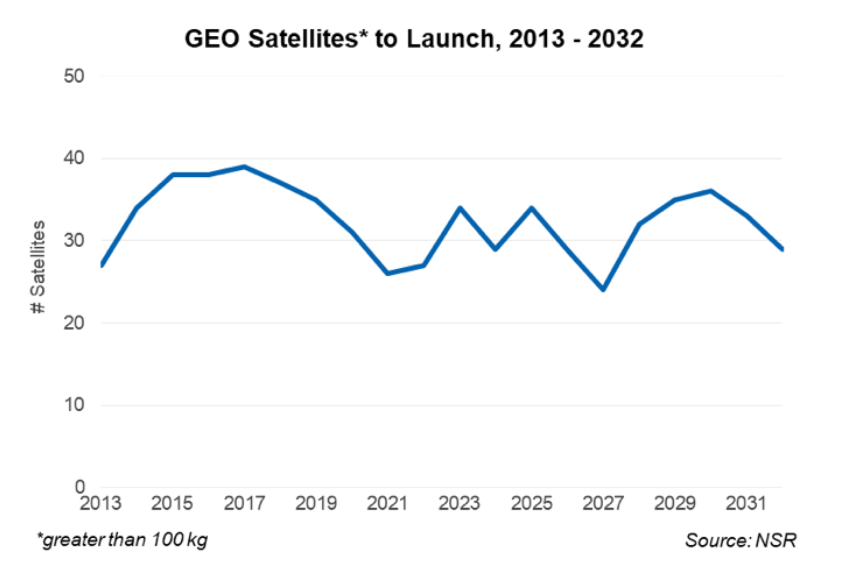 GEO Satellites* to Launch, 2013 - 2032
50
40
30
20
10
0
# Satellites
2013 2015 2017 2019 2021 2023 2025 2027 2029 2031
*greater than 100 kg
Source: NSR